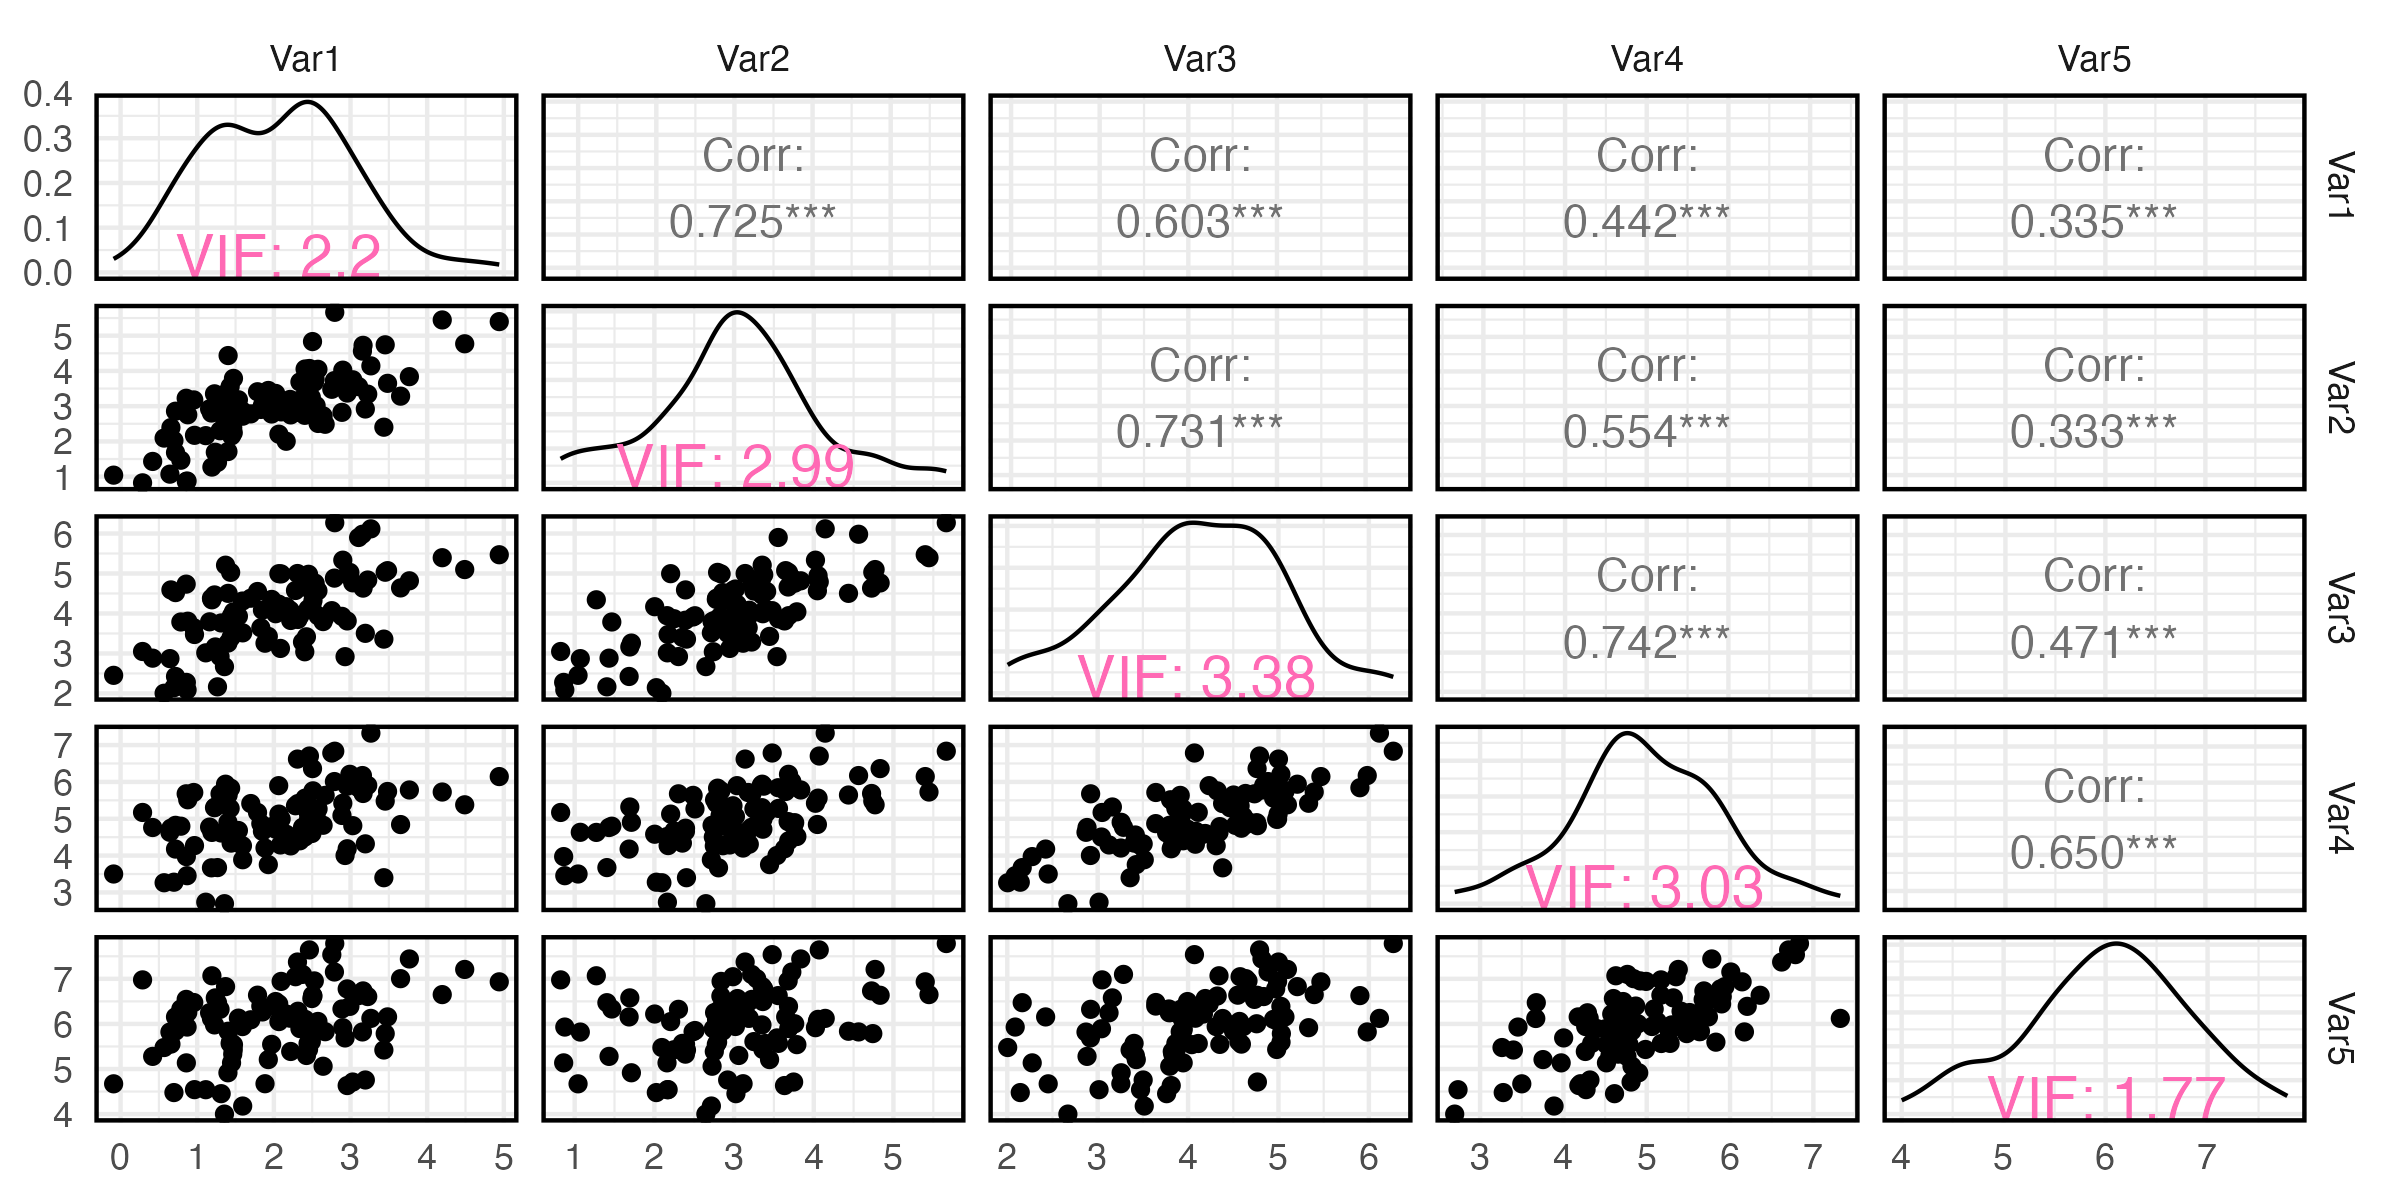 Var1 Var2 Var3 Var4 Var5
0.4
0.3
0.2
0.1
0.0
VIF: 2.2
Corr:
0.725***
Corr:
0.603***
Corr:
0.442***
Corr:
0.335***
Var1
5
4
3
2
1
VIF: 2.99
Corr:
0.731***
Corr:
0.554***
Corr:
0.333***
Var2
6
5
4
3
2
VIF: 3.38
Corr:
0.742***
Corr:
0.471***
Var3
7
6
5
4
3
VIF: 3.03
Corr:
0.650***
Var4
7
6
5
4
VIF: 1.77
Var5
0 1 2 3 4 5
1 2 3 4 5
2 3 4 5 6
3 4 5 6 7
4 5 6 7